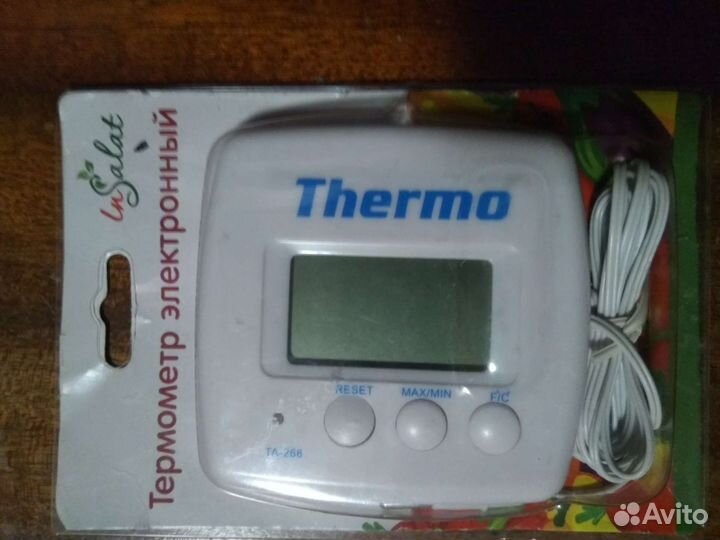 InSalat
Термометр электронный
Thermo
RESET
MAX/MIN
F/C
TA-268
Avito